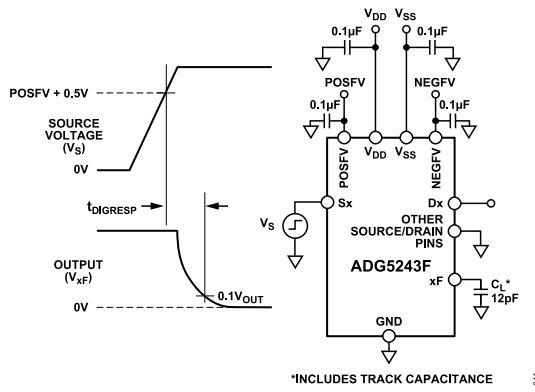 POSFV + 0.5V
SOURCE
VOLTAGE
(VS)
0V
tDIGRESP
OUTPUT
(VxF)
0V
0.1VOUT
VDD
VSS
0.1µF
0.1µF
POSFV
NEGFV
0.1µF
0.1µF
POSFV
VDD
VSS
NEGFV
Sx
Dx
VS
OTHER
SOURCE/DRAIN
PINS
ADG5243F
xF
CL*
12pF
GND
*INCLUDES TRACK CAPACITANCE